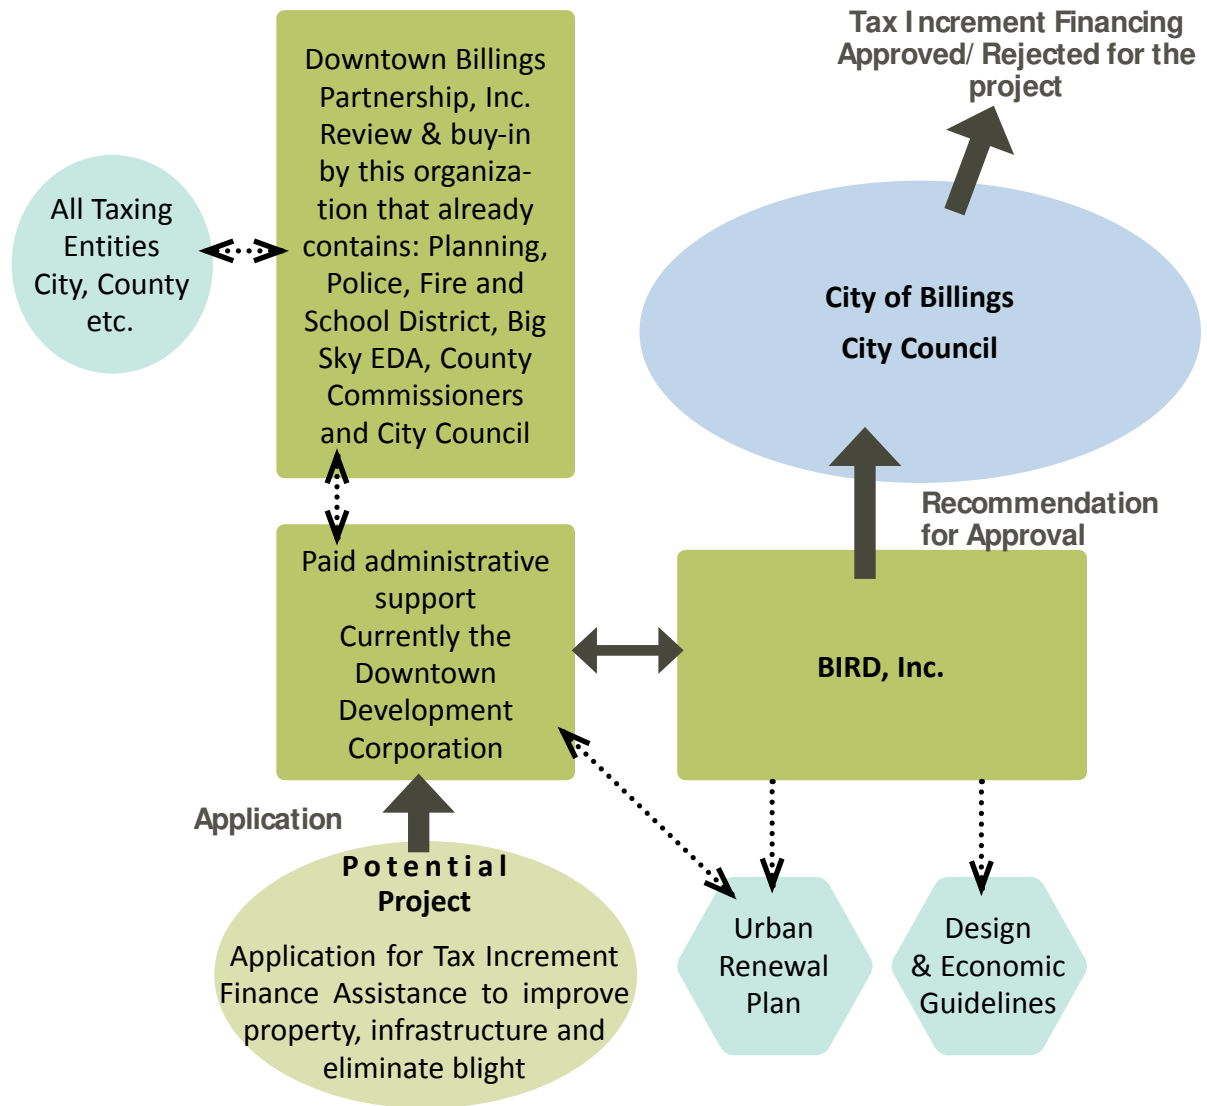 Tax Increment Financing
Approved/ Rejected for the
project
Downtown Billings
Partnership, Inc.
Review & buy-in
by this organiza-
tion that already
contains: Planning,
Police, Fire and
School District, Big
Sky EDA, County
Commissioners
and City Council
All Taxing
Entities
City, County
etc.
City of Billings
City Council
Recommendation
for Approval
Paid administrative
support
Currently the
Downtown
Development
Corporation
BIRD, Inc.
Application
Potential
Project
Application for Tax Increment
Finance Assistance to improve
property, infrastructure and
eliminate blight
Urban
Renewal
Plan
Design
& Economic
Guidelines